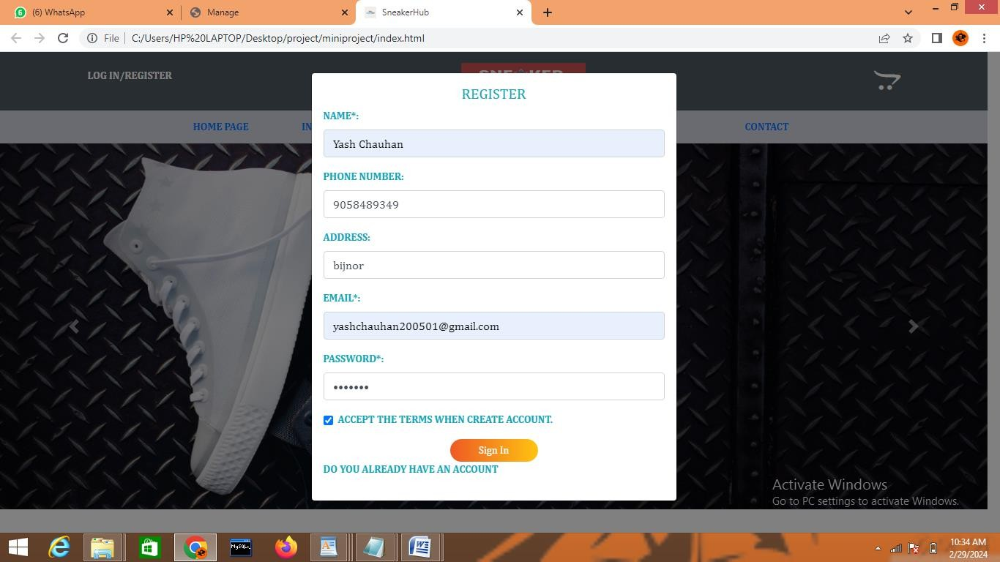 6 (6) WhatsApp
Manage
SneakerHub
File C:/Users/HP%20LAPTOP/Desktop/project/miniproject/index.html
LOG IN/REGISTER
REGISTER
HOME PAGE
CONTACT
NAME*:
Yash Chauhan
PHONE NUMBER:
9058489349
ADDRESS:
bijnor
EMAIL*:
yashchauhan200501@gmail.com
PASSWORD*:
•••••••
ACCEPT THE TERMS WHEN CREATE ACCOUNT.
Sign In
DO YOU ALREADY HAVE AN ACCOUNT
Activate Windows
Go to PC settings to activate Windows.
MySQL
10:34 AM
2/29/2024